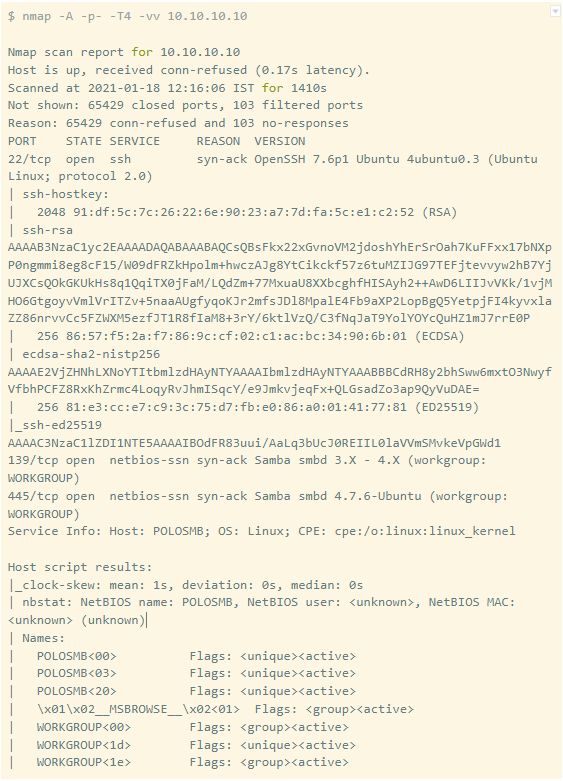 $ nmap -A -p- -T4 -vv 10.10.10.10
Nmap scan report for 10.10.10.10
Host is up, received conn-refused (0.17s latency).
Scanned at 2021-01-18 12:16:06 IST for 1410s
Not shown: 65429 closed ports, 103 filtered ports
Reason: 65429 conn-refused and 103 no-responses
PORT    STATE SERVICE     REASON  VERSION
22/tcp  open  ssh         syn-ack OpenSSH 7.6p1 Ubuntu 4ubuntu0.3 (Ubuntu
Linux; protocol 2.0)
| ssh-hostkey:
|   2048 91:df:5c:7c:26:22:6e:90:23:a7:7d:fa:5c:e1:c2:52 (RSA)
| ssh-rsa
AAAAB3NzaC1yc2EAAAADAQABAAABAQCsQBsFkx22xGvnoVM2jdoshYhErSrOah7KuFFxx17bNXp
P0ngmmi8eg8cF15/W09dFRZkHpolm+hwczAJg8YtCikckf57z6tuMZIJG97TEFjtevvyw2hB7Yj
UJXCsQOkGKUkHs8q1QqiTX0jFaM/LQdZm+77MxuaU8XXbcghfHISAyh2++AwD6LIIJvVKk/1vjM
HO6GtgoyvVmlVrITZv+5naaAUgfyqoKJr2mfsJDl8MpalE4Fb9aXP2LopBgQ5YetpjFI4kyvxla
ZZ86nrvvCc5FZWXM5ezfJT1R8fIaM8+3rY/6ktlVzQ/C3fNqJaT9YolYOYcQuHZ1mJ7rrE0P
|   256 86:57:f5:2a:f7:86:9c:cf:02:c1:ac:bc:34:90:6b:01 (ECDSA)
| ecdsa-sha2-nistp256
AAAAE2VjZHNhLXNoYTItbmlzdHAyNTYAAAAIbmlzdHAyNTYAAABBBCdRH8y2bhSww6mxtO3Nwyf
VfbhPCFZ8RxKhZrmc4LoqyRvJhmISqcY/e9JmkvjeqFx+QLGsadZo3ap9QyVuDAE=
|   256 81:e3:cc:e7:c9:3c:75:d7:fb:e0:86:a0:01:41:77:81 (ED25519)
|_ssh-ed25519
AAAAC3NzaC1lZDI1NTE5AAAAIBOdFR83uui/AaLq3bUcJ0REIIL0laVVmSMvkeVpGWd1
139/tcp open  netbios-ssn syn-ack Samba smbd 3.X - 4.X (workgroup:
WORKGROUP)
445/tcp open  netbios-ssn syn-ack Samba smbd 4.7.6-Ubuntu (workgroup:
WORKGROUP)
Service Info: Host: POLOSMB; OS: Linux; CPE: cpe:/o:linux:linux_kernel
Host script results:
|_clock-skew: mean: 1s, deviation: 0s, median: 0s
| nbstat: NetBIOS name: POLOSMB, NetBIOS user: <unknown>, NetBIOS MAC:
<unknown> (unknown)
| Names:
|   POLOSMB<00>          Flags: <unique><active>
|   POLOSMB<03>          Flags: <unique><active>
|   POLOSMB<20>          Flags: <unique><active>
|   \x01\x02__MSBROWSE__\x02<01>  Flags: <group><active>
|   WORKGROUP<00>        Flags: <group><active>
|   WORKGROUP<1d>        Flags: <unique><active>
|   WORKGROUP<1e>        Flags: <group><active>